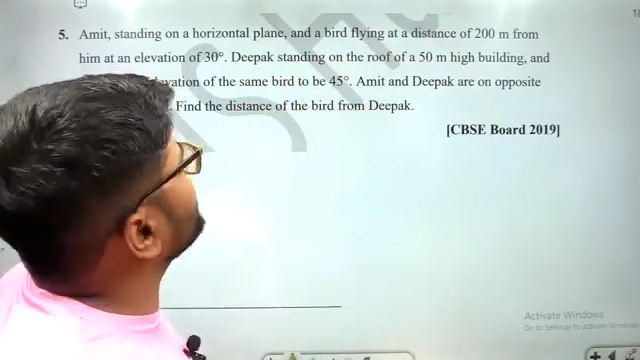 5. Amit, standing on a horizontal plane, and a bird flying at a distance of 200 m from
him at an elevation of 30°. Deepak standing on the roof of a 50 m high building, and
of the same bird to be 45°. Amit and Deepak are on opposite
Find the distance of the bird from Deepak.
[CBSE Board 2019]
Activate Windows
Go to Settings to activate Windows.